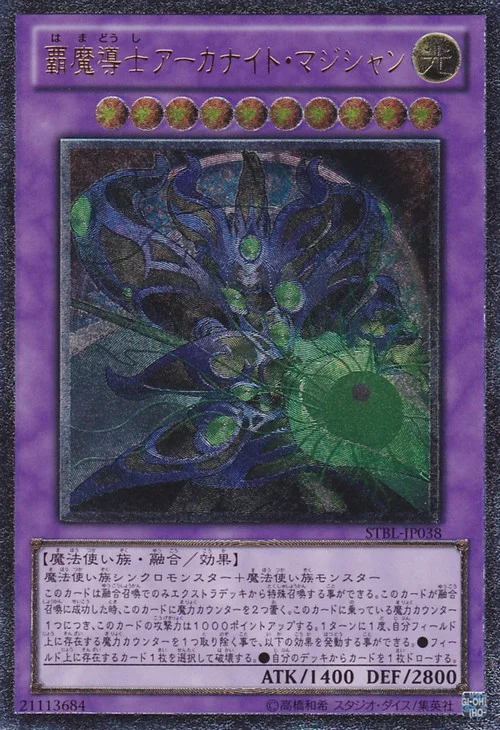 はまどうし
覇魔導士アーカナイト・マジシャン
光
STBL-JP038
【魔法使い族・融合/効果】
魔法使い族シンクロモンスター+魔法使い族モンスター
このカードは融合召喚でのみエクストラデッキから特殊召喚する事ができる。このカードが融合
召喚に成功した時、このカードに魔力カウンターを2つ置く。このカードに乗っている魔力カウンター
1つにつき、このカードの攻撃力は1000ポイントアップする。1ターンに1度、自分フィールド
上に存在する魔力カウンターを1つ取り除く事で、以下の効果を発動する事ができる。●フィー
ルド上に存在するカード1枚を選択して破壊する。●自分のデッキからカードを1枚ドローする。
ATK/1400 DEF/2800
21113684
©高橋和希 スタジオ・ダイス/集英社